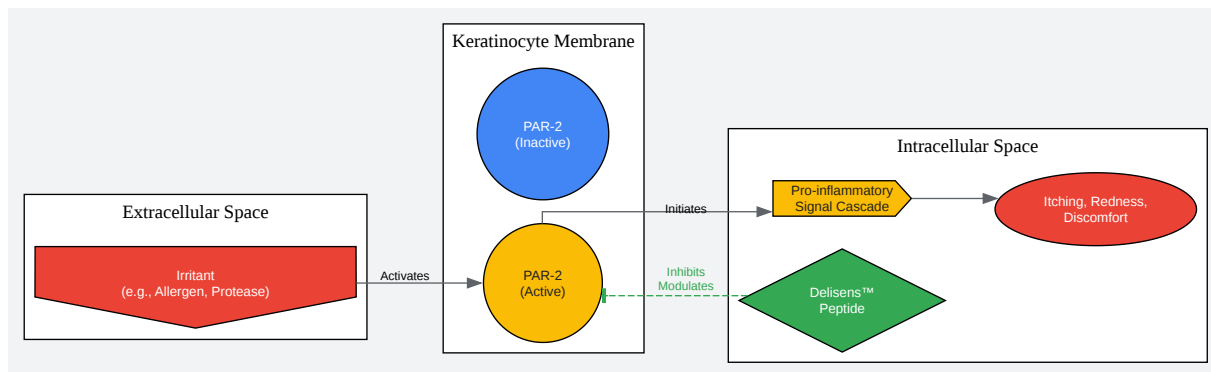 Keratinocyte Membrane
PAR-2
(Inactive)
Intracellular Space
Pro-inflammatory
Signal Cascade
Itching, Redness,
Discomfort
Extracellular Space
Initiates
Irritant
(e.g., Allergen, Protease)
Activates
PAR-2
(Active)
Inhibits
Modulates
Delisens™
Peptide